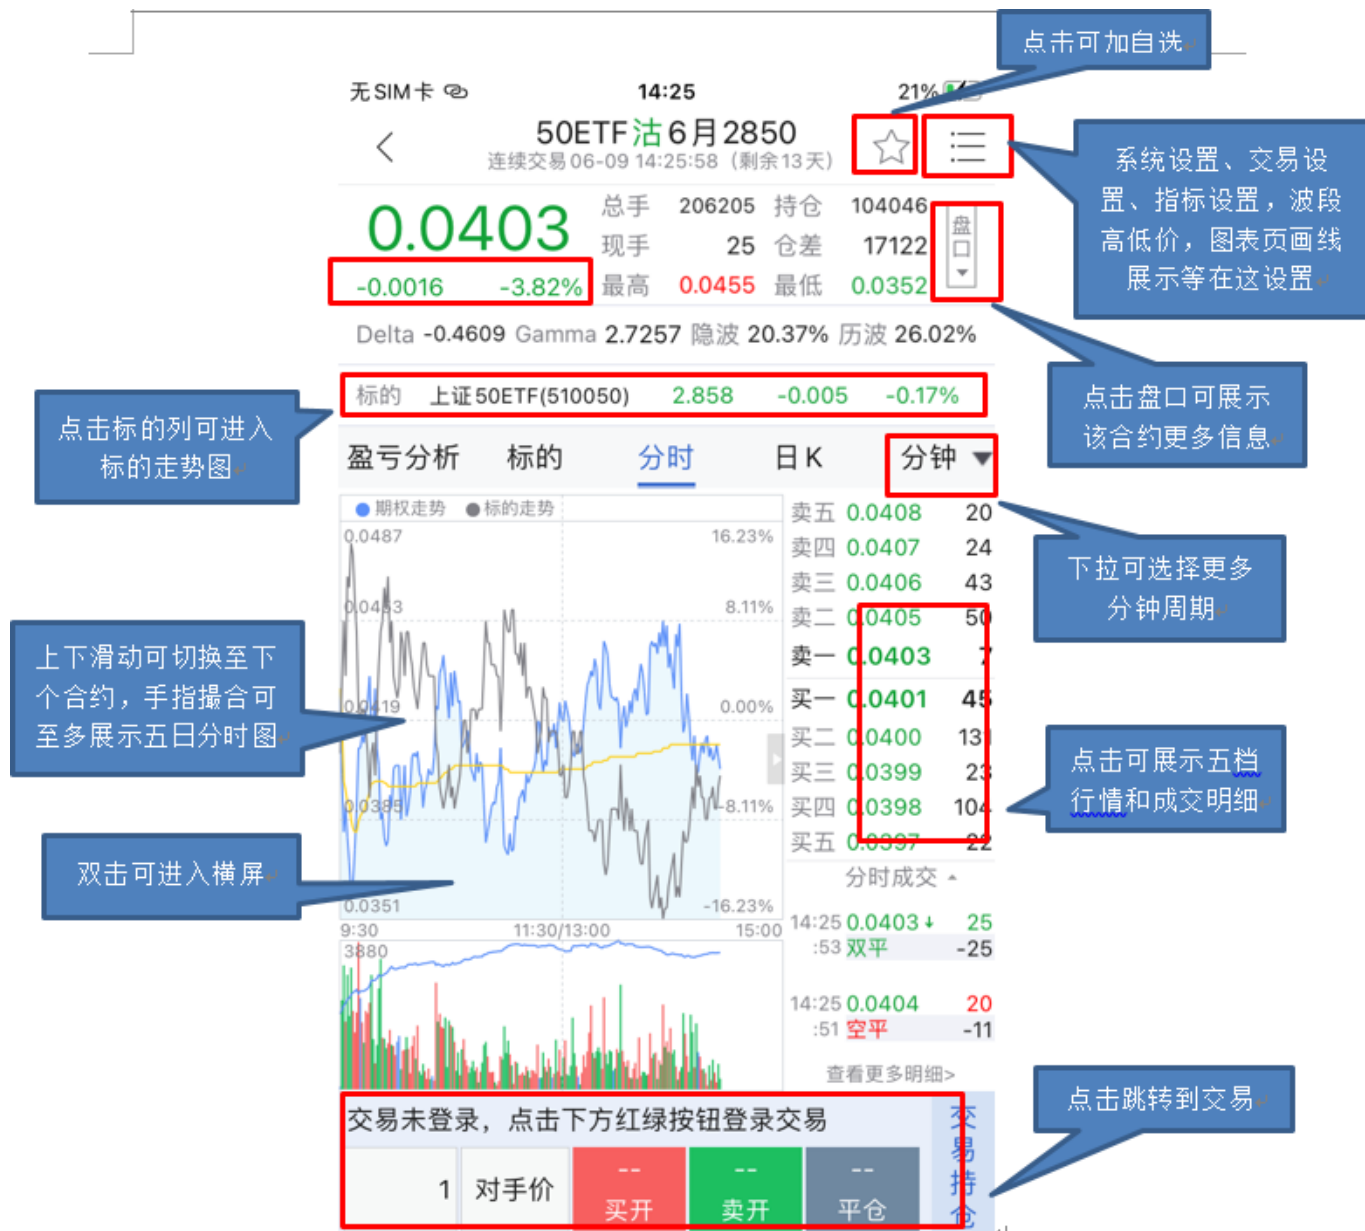 点击可加自选
无SIM卡
14:25
21%
50ETF沽6月2850
连续交易06-09 14:25:58（剩余13天）
系统设置、交易设
置、指标设置，波段
高低价，图表页画线
展示等在这设置
0.0403
-0.0016 -3.82%
总手 206205 持仓 104046
现手 25 仓差 17122
最高 0.0455 最低 0.0352
盘
口
Delta -0.4609 Gamma 2.7257 隐波 20.37% 历波 26.02%
标的 上证50ETF(510050) 2.858 -0.005 -0.17%
点击盘口可展示
该合约更多信息
点击标的列可进入
标的走势图
盈亏分析 标的 分时 日K 分钟
下拉可选择更多
分钟周期
期权走势 标的走势
0.0487 16.23%
0.0453 8.11%
0.0419 0.00%
0.0385 -8.11%
0.0351 -16.23%
9:30 11:30/13:00 15:00
3880
上下滑动可切换至下
个合约，手指撮合可
至多展示五日分时图
双击可进入横屏
卖五 0.0408 20
卖四 0.0407 24
卖三 0.0406 43
卖二 0.0405 50
卖一 0.0403 7
买一 0.0401 45
买二 0.0400 131
买三 0.0399 23
买四 0.0398 104
买五 0.0397 22
点击可展示五档
行情和成交明细
分时成交
14:25 0.0403 ↓ 25
:53 双平 -25
14:25 0.0404 20
:51 空平 -11
查看更多明细>
点击跳转到交易
交易未登录，点击下方红绿按钮登录交易
1 对手价
--
买开
--
卖开
--
平仓
交
易
持
仓